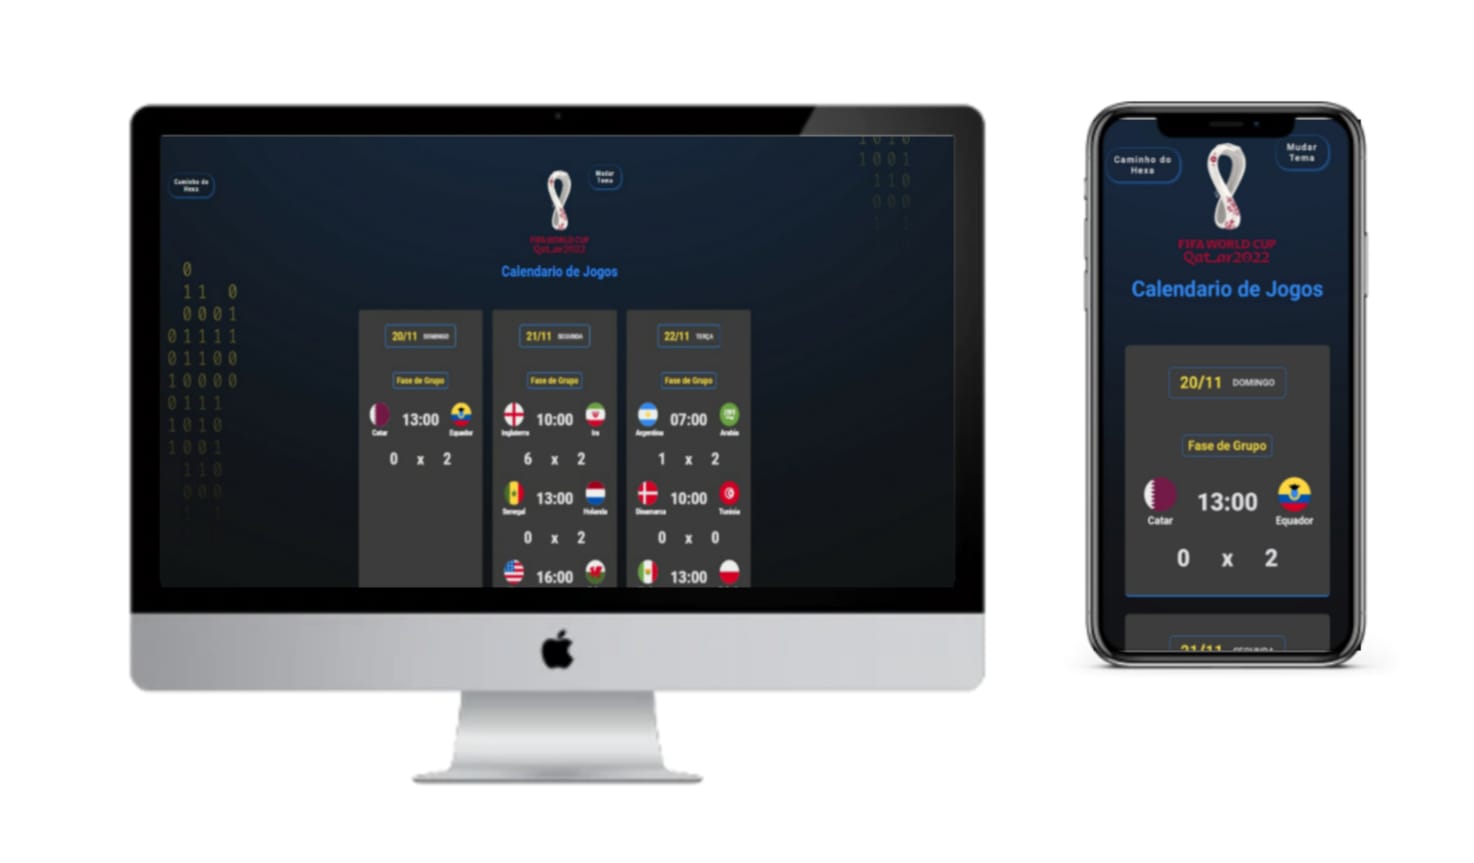 Caminho do
Hexa
Mudar
Tema
FIFA WORLD CUP
Qatar2022
Calendario de Jogos
20/11 DOMINGO
Fase de Grupo
13:00
Catar
Equador
0 x 2
21/11 SEGUNDA
Fase de Grupo
10:00
Inglaterra
Ira
6 x 2
13:00
Senegal
Holanda
0 x 2
16:00
22/11 TERÇA
Fase de Grupo
07:00
Argentina
Arabia
1 x 2
10:00
Dinamarca
Tunisia
0 x 0
13:00
1 0 1 0
1 0 0 1
1 1 0
0 0 0
1 1
0
1 1 0
0 0 0 1
0 1 1 1 1
0 1 1 0 0
1 0 0 0 0
0 1 1 1
1 0 1 0
1 0 0 1
1 1 0
0 0 0
1 1
Caminho do
Hexa
Mudar
Tema
FIFA WORLD CUP
Qatar2022
Calendario de Jogos
20/11 DOMINGO
Fase de Grupo
13:00
Catar
Equador
0 x 2
21/11 SEGUNDA